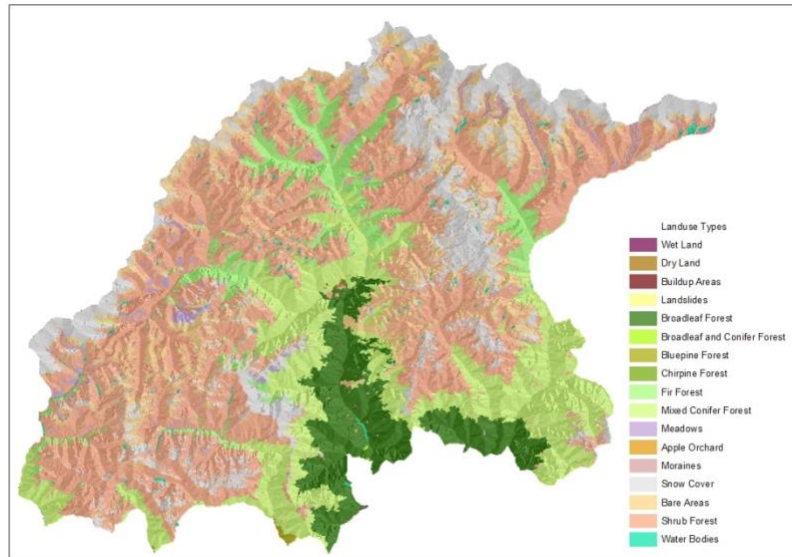 Landuse Types
Wet Land
Dry Land
Buildup Areas
Landslides
Broadleaf Forest
Broadleaf and Conifer Forest
Bluepine Forest
Chirpine Forest
Fir Forest
Mixed Conifer Forest
Meadows
Apple Orchard
Moraines
Snow Cover
Bare Areas
Shrub Forest
Water Bodies